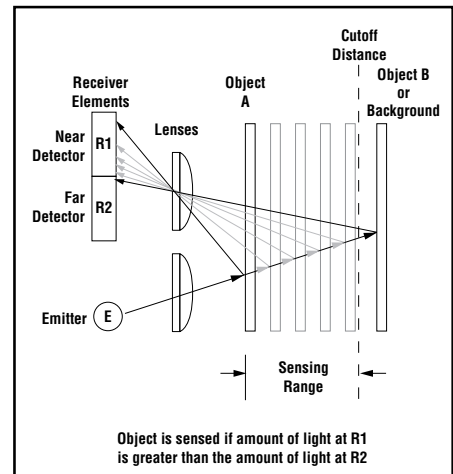 Cutoff
Distance
Receiver
Elements
Object
A
Object B
or
Background
Lenses
Near
Detector
R1
Far
Detector
R2
Emitter
E
Sensing
Range
Object is sensed if amount of light at R1
is greater than the amount of light at R2